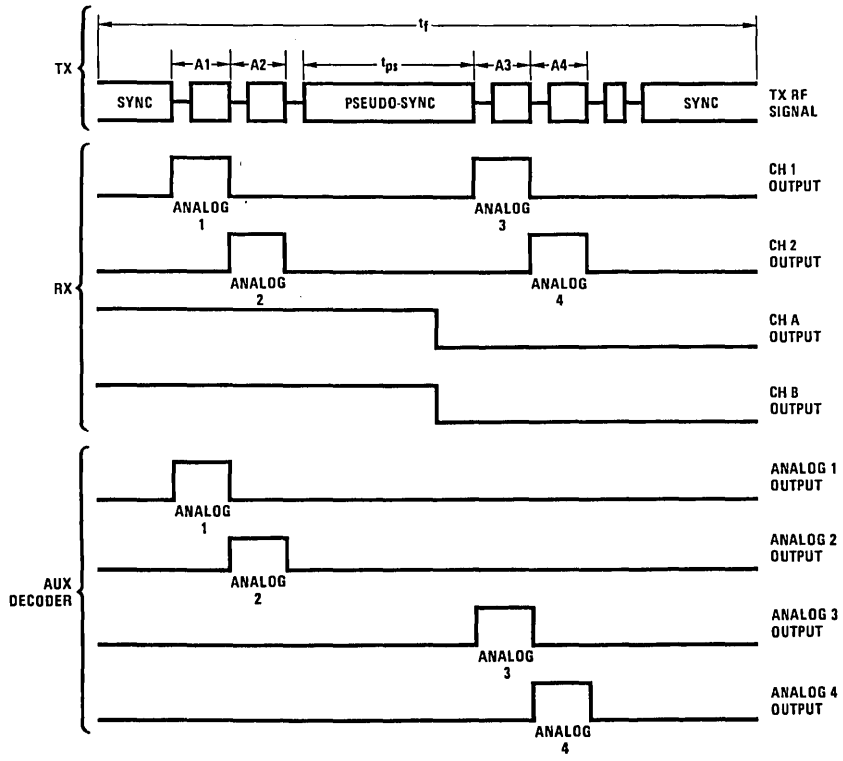 tf
A1 A2 tps A3 A4
TX
SYNC PSEUDO-SYNC SYNC
TX RF
SIGNAL
CH 1
OUTPUT
ANALOG
1
ANALOG
3
CH 2
OUTPUT
ANALOG
2
ANALOG
4
RX
CH A
OUTPUT
CH B
OUTPUT
ANALOG 1
OUTPUT
ANALOG
1
ANALOG 2
OUTPUT
ANALOG
2
AUX
DECODER
ANALOG 3
OUTPUT
ANALOG
3
ANALOG 4
OUTPUT
ANALOG
4